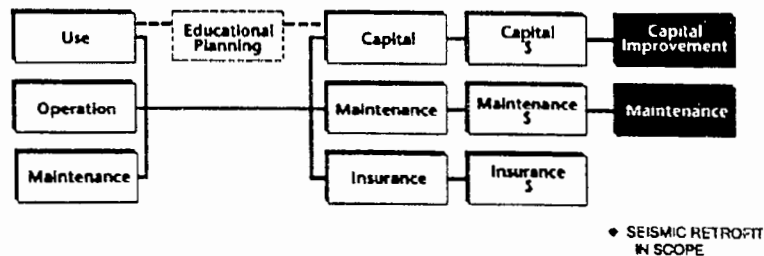 Use
Educational
Planning
Capital
Capital
$
Capital
Improvement
Operation
Maintenance
Maintenance
$
Maintenance
Maintenance
Insurance
Insurance
$
◆ SEISMIC RETROFIT
IN SCOPE